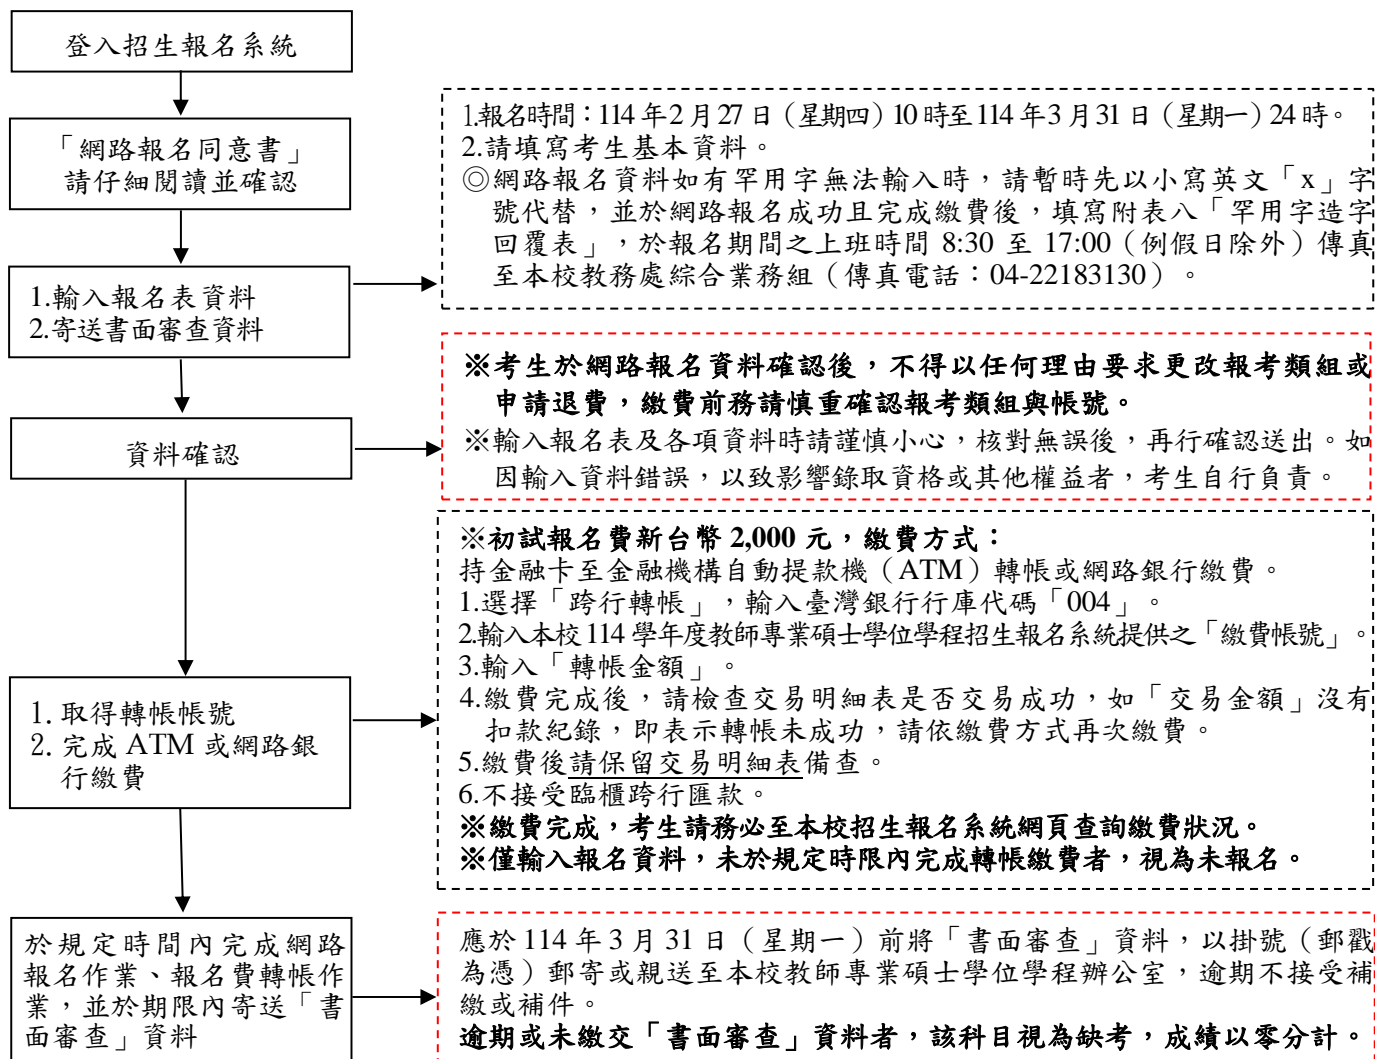 登入招生報名系統
「網路報名同意書」
請仔細閱讀並確認
1.輸入報名表資料
2.寄送書面審查資料
1.報名時間：114年2月27日（星期四）10時至114年3月31日（星期一）24時。
2.請填寫考生基本資料。
◎網路報名資料如有罕用字無法輸入時，請暫時先以小寫英文「x」字
號代替，並於網路報名成功且完成繳費後，填寫附表八「罕用字造字
回覆表」，於報名期間之上班時間 8:30 至 17:00（例假日除外）傳真
至本校教務處綜合業務組（傳真電話：04-22183130）。
資料確認
※考生於網路報名資料確認後，不得以任何理由要求更改報考類組或
申請退費，繳費前務請慎重確認報考類組與帳號。
※輸入報名表及各項資料時請謹慎小心，核對無誤後，再行確認送出。如
因輸入資料錯誤，以致影響錄取資格或其他權益者，考生自行負責。
1. 取得轉帳帳號
2. 完成 ATM 或網路銀
行繳費
※初試報名費新台幣 2,000 元，繳費方式：
持金融卡至金融機構自動提款機（ATM）轉帳或網路銀行繳費。
1.選擇「跨行轉帳」，輸入臺灣銀行行庫代碼「004」。
2.輸入本校114學年度教師專業碩士學位學程招生報名系統提供之「繳費帳號」。
3.輸入「轉帳金額」。
4.繳費完成後，請檢查交易明細表是否交易成功，如「交易金額」沒有
扣款紀錄，即表示轉帳未成功，請依繳費方式再次繳費。
5.繳費後請保留交易明細表備查。
6.不接受臨櫃跨行匯款。
※繳費完成，考生請務必至本校招生報名系統網頁查詢繳費狀況。
※僅輸入報名資料，未於規定時限內完成轉帳繳費者，視為未報名。
於規定時間內完成網路
報名作業、報名費轉帳作
業，並於期限內寄送「書
面審查」資料
應於114年3月31日（星期一）前將「書面審查」資料，以掛號（郵戳
為憑）郵寄或親送至本校教師專業碩士學位學程辦公室，逾期不接受補
繳或補件。
逾期或未繳交「書面審查」資料者，該科目視為缺考，成績以零分計。